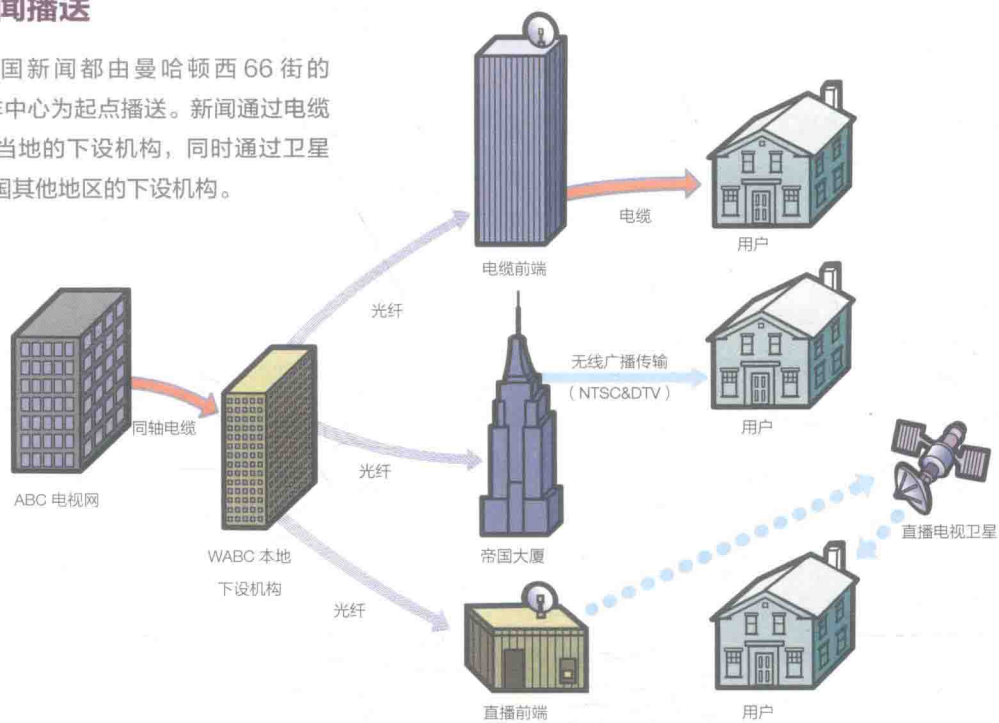 闻播送
国新闻都由曼哈顿西 66 街的
中心为起点播送。新闻通过电缆
当地的下设机构，同时通过卫星
国其他地区的下设机构。
电缆
用户
电缆前端
光纤
无线广播传输
（NTSC&DTV）
用户
同轴电缆
光纤
ABC 电视网
直播电视卫星
WABC 本地
下设机构
帝国大厦
光纤
直播前端
用户